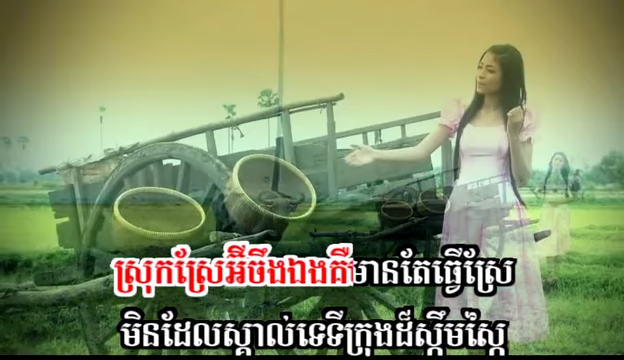 ស្រុកស្រែអ៊ីចឹងឯងគឺមានតែធ្វើស្រែ
មិនដែលស្គាល់ទេទីក្រុងដ៏ស្កឹមស្កៃ